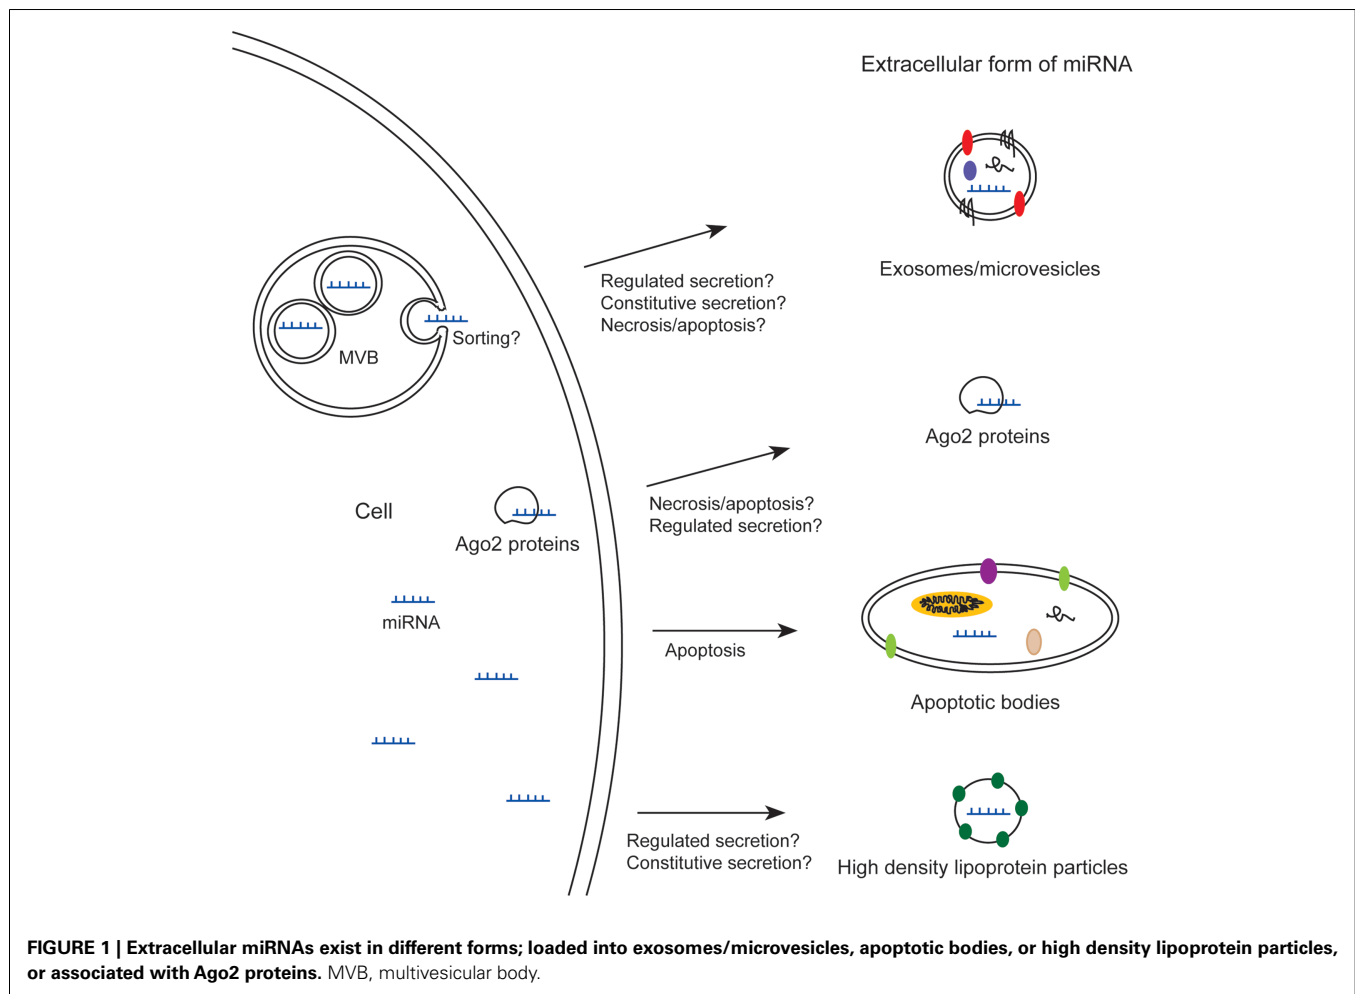 Extracellular form of miRNA
Exosomes/microvesicles
Regulated secretion?
Constitutive secretion?
Necrosis/apoptosis?
Sorting?
MVB
Ago2 proteins
Cell
Ago2 proteins
Necrosis/apoptosis?
Regulated secretion?
miRNA
Apoptosis
Apoptotic bodies
Regulated secretion?
Constitutive secretion?
High density lipoprotein particles
FIGURE 1 | Extracellular miRNAs exist in different forms; loaded into exosomes/microvesicles, apoptotic bodies, or high density lipoprotein particles,
or associated with Ago2 proteins. MVB, multivesicular body.